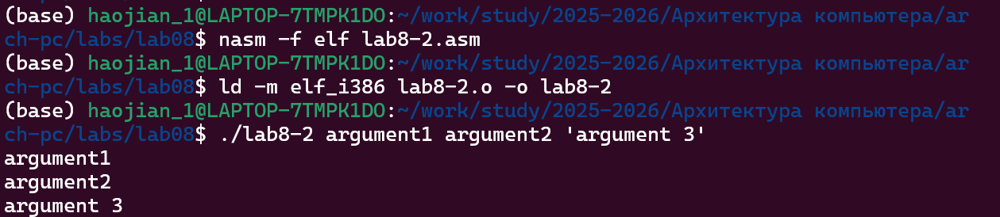 (base) haojian_1@LAPTOP-7TMPK1DO:~/work/study/2025-2026/Архитектура компьютера/ar
ch-pc/labs/lab08$ nasm -f elf lab8-2.asm
(base) haojian_1@LAPTOP-7TMPK1DO:~/work/study/2025-2026/Архитектура компьютера/ar
ch-pc/labs/lab08$ ld -m elf_i386 lab8-2.o -o lab8-2
(base) haojian_1@LAPTOP-7TMPK1DO:~/work/study/2025-2026/Архитектура компьютера/ar
ch-pc/labs/lab08$ ./lab8-2 argument1 argument2 'argument 3'
argument1
argument2
argument 3